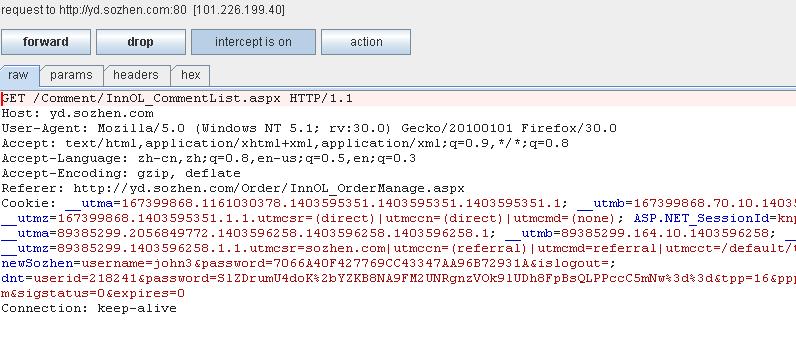 request to http://yd.sozhen.com:80 [101.226.199.40]
forward drop intercept is on action
raw params headers hex
GET /Comment/InnOL_CommentList.aspx HTTP/1.1
Host: yd.sozhen.com
User-Agent: Mozilla/5.0 (Windows NT 5.1; rv:30.0) Gecko/20100101 Firefox/30.0
Accept: text/html,application/xhtml+xml,application/xml;q=0.9,*/*;q=0.8
Accept-Language: zh-cn,zh;q=0.8,en-us;q=0.5,en;q=0.3
Accept-Encoding: gzip, deflate
Referer: http://yd.sozhen.com/Order/InnOL_OrderManage.aspx
Cookie: __utma=167399868.1161030378.1403595351.1403595351.1403595351.1; __utmb=167399868.70.10.14035
__utmz=167399868.1403595351.1.1.utmcsr=(direct)|utmccn=(direct)|utmcmd=(none); ASP.NET_SessionId=knp
__utma=89385299.2056849772.1403596258.1403596258.1403596258.1; __utmb=89385299.164.10.1403596258;
__utmz=89385299.1403596258.1.1.utmcsr=sozhen.com|utmccn=(referral)|utmcmd=referral|utmcct=/default/t
newSozhen=username=john3&password=7066A40F427769CC43347AA96B72931A&islogout=;
dnt=userid=218241&password=SlZDrumU4doK%2bYZKB8NA9FM2UNRgnzVOk9lUDh8FpBsQLPPccC5mNw%3d%3d&tpp=16&ppp
m&sigstatus=0&expires=0
Connection: keep-alive